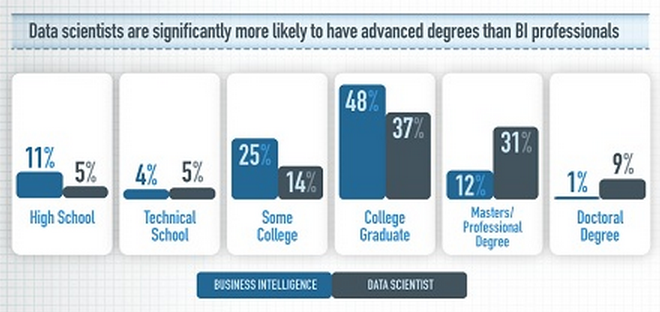 Data scientists are significantly more likely to have advanced degrees than BI professionals
11% 5%
High School
4% 5%
Technical
School
25% 14%
Some
College
48% 37%
College
Graduate
12% 31%
Masters/
Professional
Degree
1% 9%
Doctoral
Degree
BUSINESS INTELLIGENCE DATA SCIENTIST